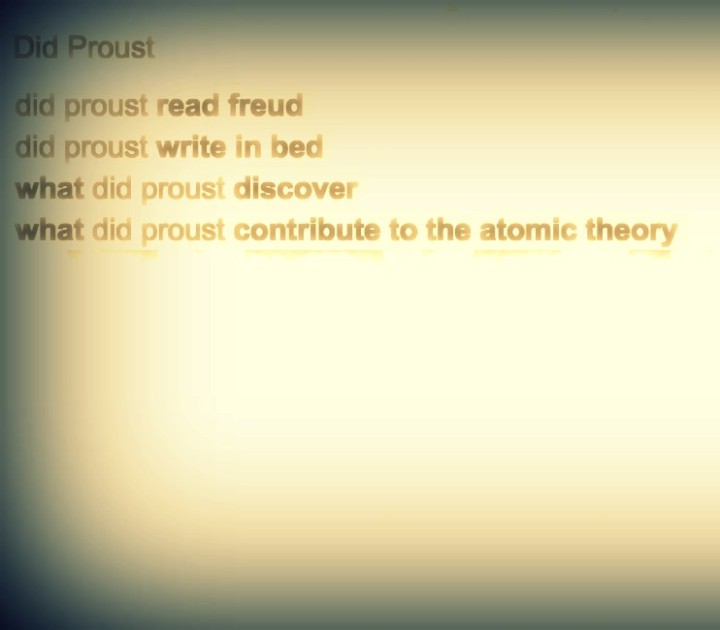 Did Proust
did proust read freud
did proust write in bed
what did proust discover
what did proust contribute to the atomic theory